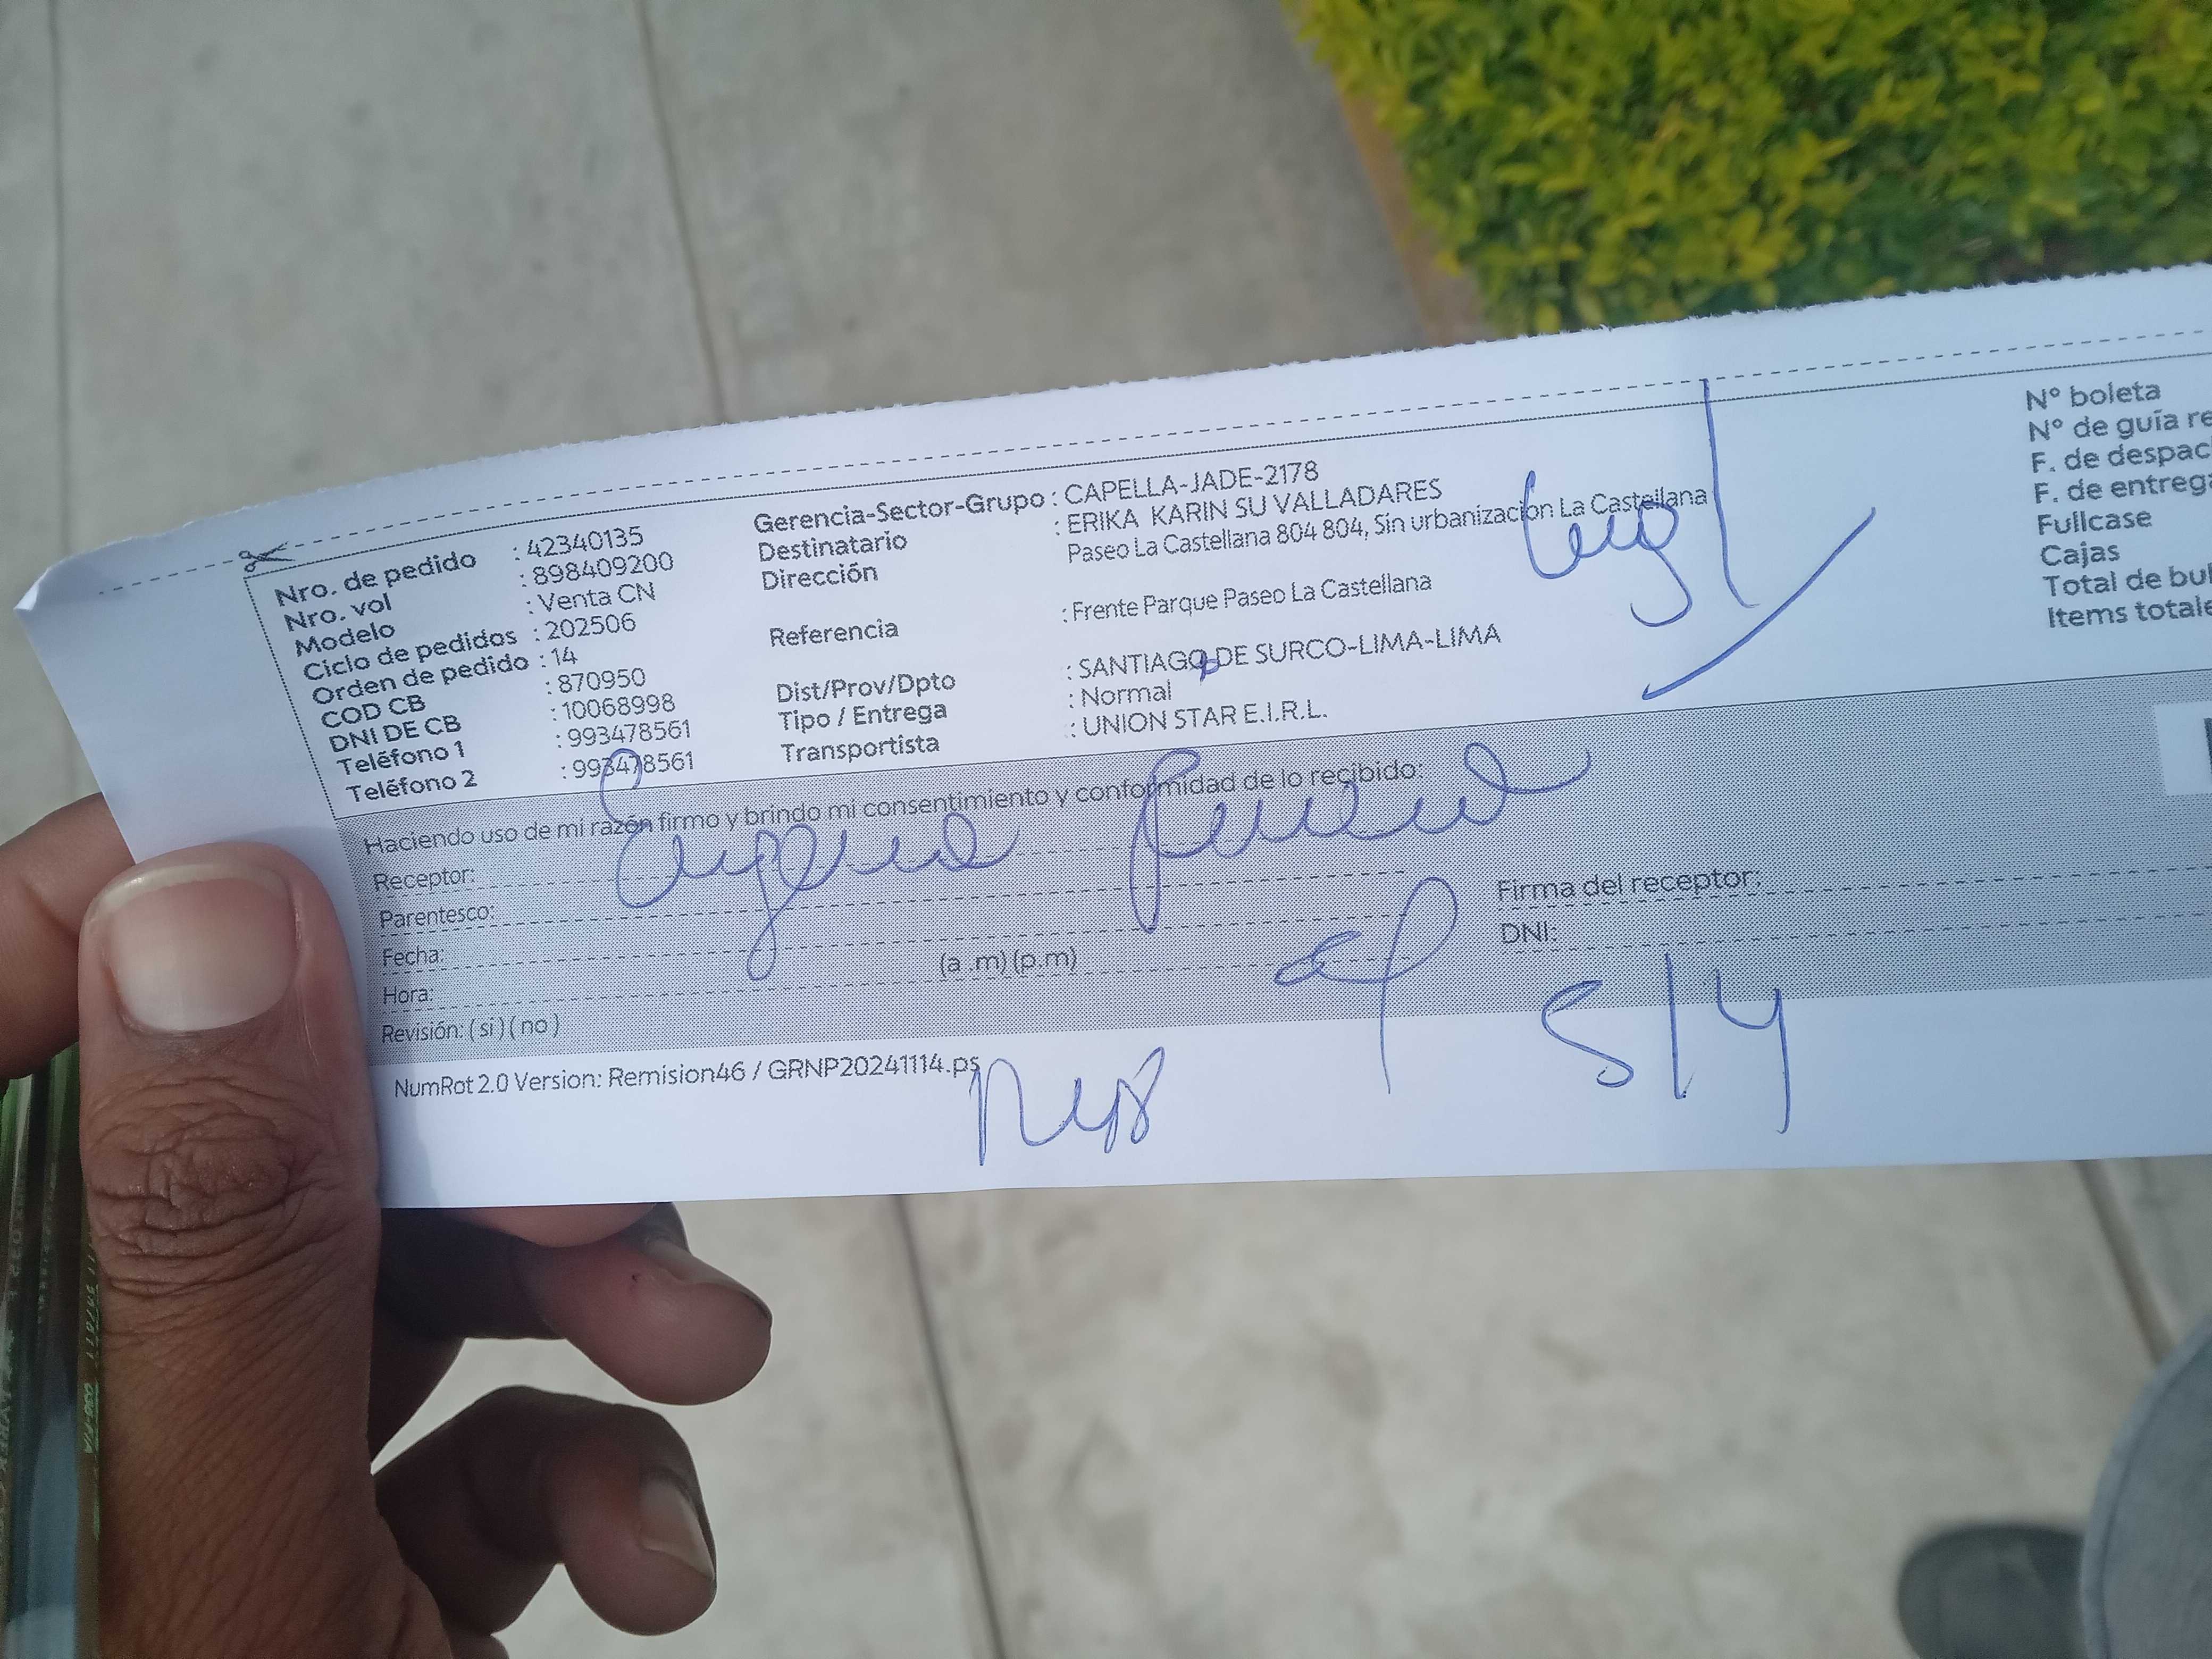 Nro. de pedido : 42340135
Nro. vol : 898409200
Modelo : Venta CN
Ciclo de pedidos : 202506
Orden de pedido : 14
COD CB : 870950
DNI DE CB : 10068998
Teléfono 1 : 993478561
Teléfono 2 : 993478561
Gerencia-Sector-Grupo : CAPELLA-JADE-2178
Destinatario : ERIKA KARIN SU VALLADARES
Dirección : Paseo La Castellana 804 804, Sin urbanización La Castellana
Referencia : Frente Parque Paseo La Castellana
Dist/Prov/Dpto : SANTIAGO DE SURCO-LIMA-LIMA
Tipo / Entrega : Normal
Transportista : UNION STAR E.I.R.L.
Nº boleta
Nº de guía re
F. de despac
F. de entrega
Fullcase
Cajas
Total de bul
Items totale
Haciendo uso de mi razón firmo y brindo mi consentimiento y conformidad de lo recibido:
Receptor:
Parentesco:
Fecha:
Hora: (a .m) (p.m)
Revisión: ( si ) ( no )
Firma del receptor:
DNI:
5/4
NumRot 2.0 Version: Remision46 / GRNP20241114.ps